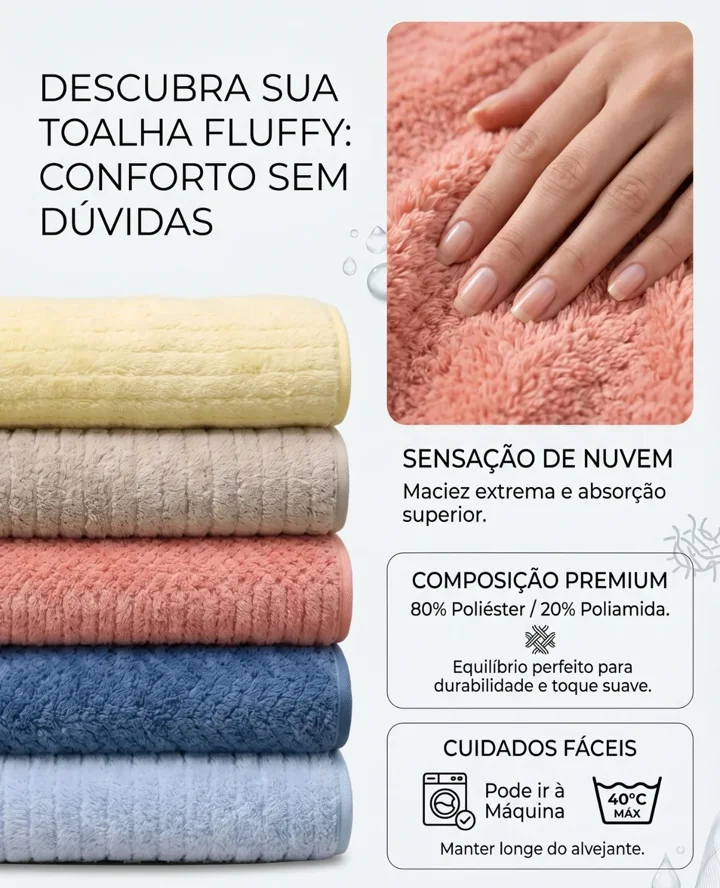 DESCUBRA SUA
TOALHA FLUFFY:
CONFORTO SEM
DÚVIDAS
SENSAÇÃO DE NUVEM
Maciez extrema e absorção
superior.
COMPOSIÇÃO PREMIUM
80% Poliéster / 20% Poliamida.
Equilíbrio perfeito para
durabilidade e toque suave.
CUIDADOS FÁCEIS
Pode ir à
Máquina
40°C
MÁX
Manter longe do alvejante.